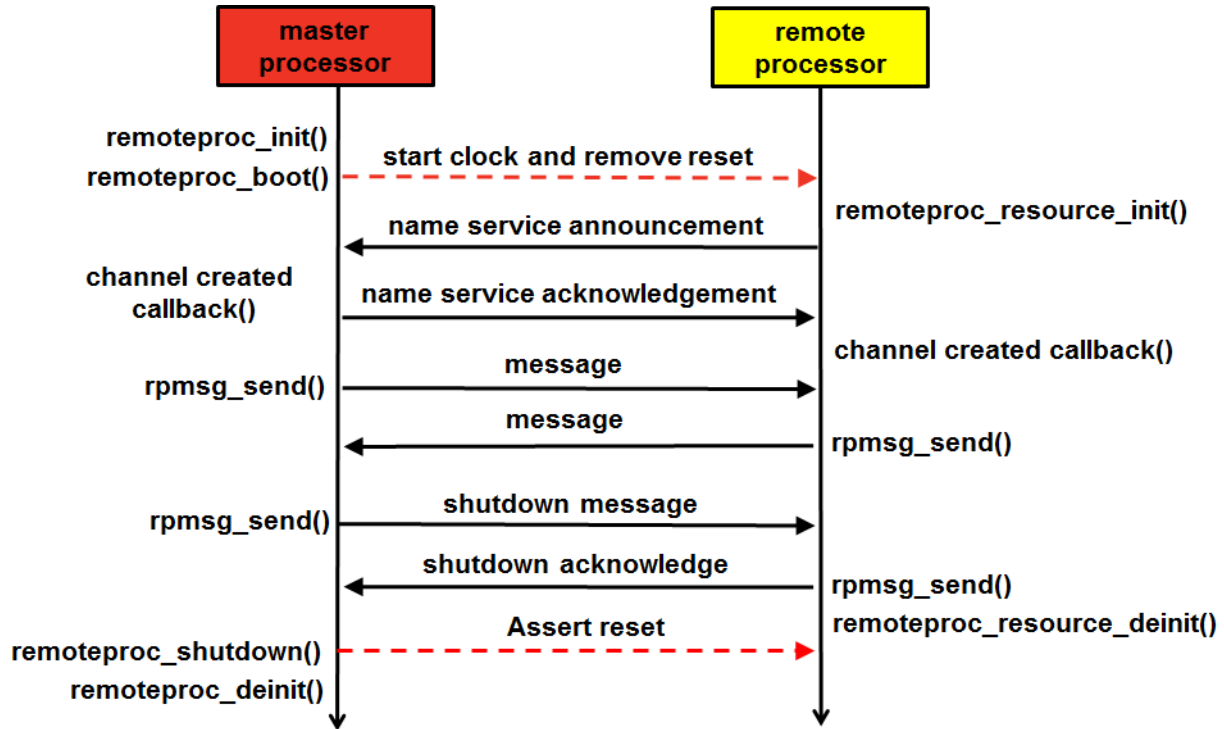 master
processor
remote
processor
remoteproc_init()
start clock and remove reset
remoteproc_boot()
remoteproc_resource_init()
name service announcement
channel created
callback()
name service acknowledgement
channel created callback()
message
rpmsg_send()
message
rpmsg_send()
shutdown message
rpmsg_send()
shutdown acknowledge
rpmsg_send()
remoteproc_resource_deinit()
Assert reset
remoteproc_shutdown()
remoteproc_deinit()